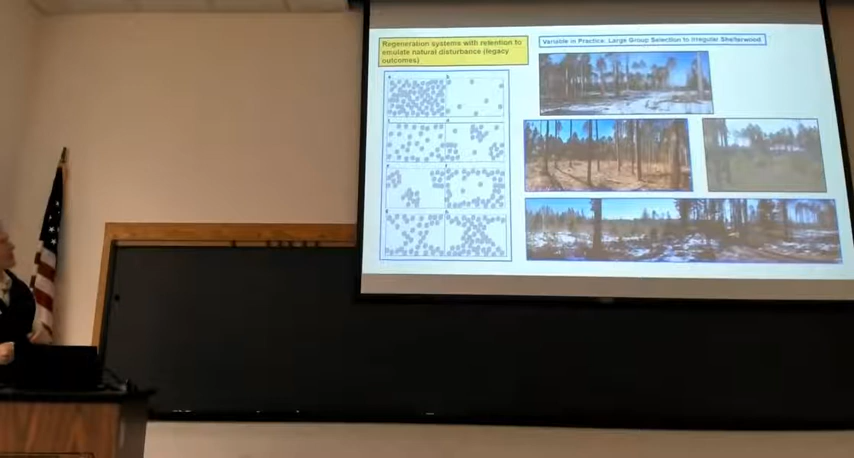 Regeneration systems with retention to
emulate natural disturbance (legacy
outcomes)
Variable in Practice: Large Group Selection to Irregular Shelterwood